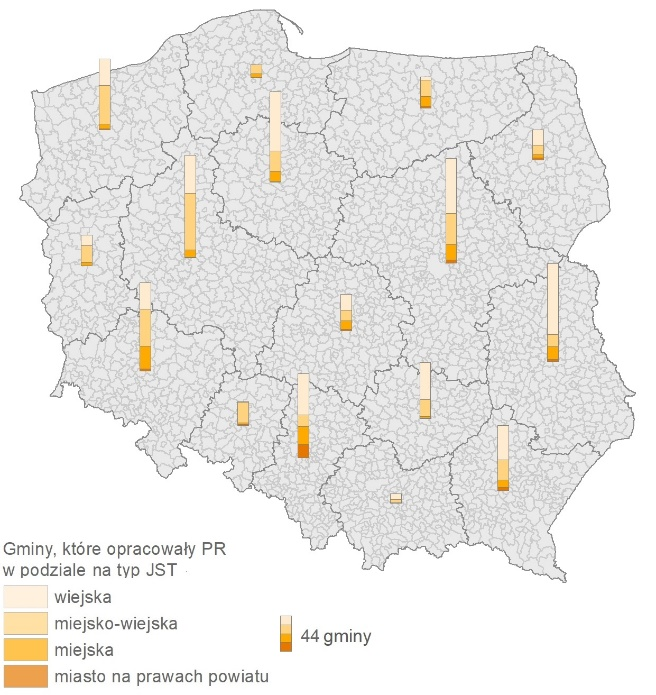 Gminy, które opracowały PR
w podziale na typ JST
wiejska
miejsko-wiejska
miejska
miasto na prawach powiatu
44 gminy